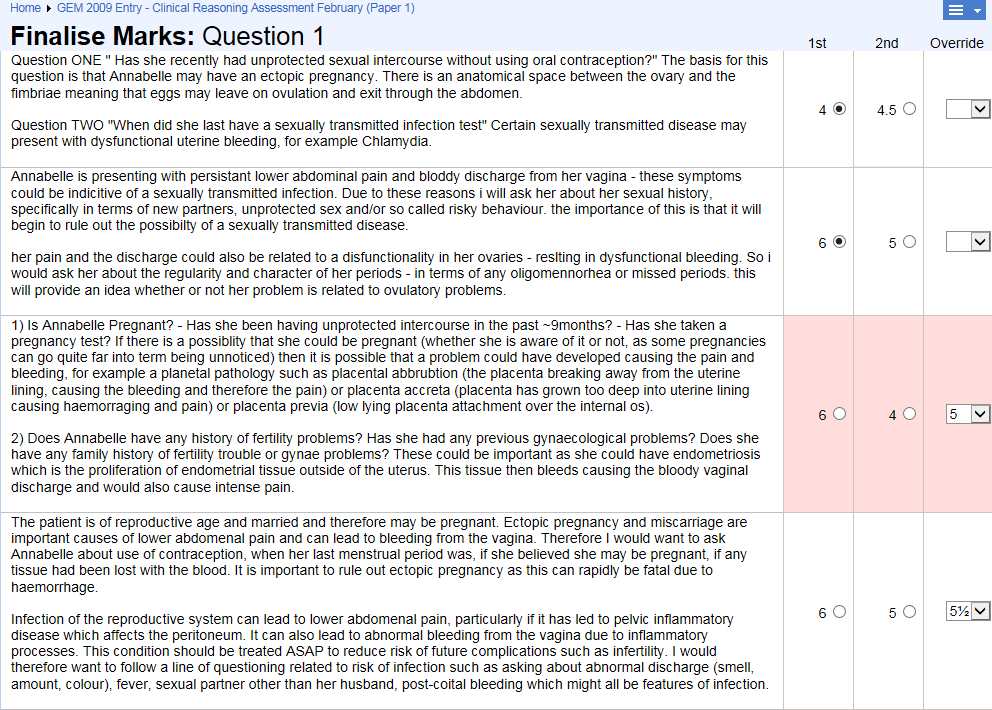 Home ▸ GEM 2009 Entry - Clinical Reasoning Assessment February (Paper 1)
Finalise Marks: Question 1
1st 2nd Override
Question ONE " Has she recently had unprotected sexual intercourse without using oral contraception?" The basis for this
question is that Annabelle may have an ectopic pregnancy. There is an anatomical space between the ovary and the
fimbriae meaning that eggs may leave on ovulation and exit through the abdomen.
Question TWO "When did she last have a sexually transmitted infection test" Certain sexually transmitted disease may
present with dysfunctional uterine bleeding, for example Chlamydia.
4 4.5
Annabelle is presenting with persistant lower abdominal pain and bloddy discharge from her vagina - these symptoms
could be indicitive of a sexually transmitted infection. Due to these reasons i will ask her about her sexual history,
specifically in terms of new partners, unprotected sex and/or so called risky behaviour. the importance of this is that it will
begin to rule out the possibilty of a sexually transmitted disease.
her pain and the discharge could also be related to a disfunctionality in her ovaries - reslting in dysfunctional bleeding. So i
would ask her about the regularity and character of her periods - in terms of any oligomennorhea or missed periods. this
will provide an idea whether or not her problem is related to ovulatory problems.
6 5
1) Is Annabelle Pregnant? - Has she been having unprotected intercourse in the past ~9months? - Has she taken a
pregnancy test? If there is a possiblity that she could be pregnant (whether she is aware of it or not, as some pregnancies
can go quite far into term being unnoticed) then it is possible that a problem could have developed causing the pain and
bleeding, for example a planetal pathology such as placental abbrubtion (the placenta breaking away from the uterine
lining, causing the bleeding and therefore the pain) or placenta accreta (placenta has grown too deep into uterine lining
causing haemorraging and pain) or placenta previa (low lying placenta attachment over the internal os).
2) Does Annabelle have any history of fertility problems? Has she had any previous gynaecological problems? Does she
have any family history of fertility trouble or gynae problems? These could be important as she could have endometriosis
which is the proliferation of endometrial tissue outside of the uterus. This tissue then bleeds causing the bloody vaginal
discharge and would also cause intense pain.
6 4 5
The patient is of reproductive age and married and therefore may be pregnant. Ectopic pregnancy and miscarriage are
important causes of lower abdomenal pain and can lead to bleeding from the vagina. Therefore I would want to ask
Annabelle about use of contraception, when her last menstrual period was, if she believed she may be pregnant, if any
tissue had been lost with the blood. It is important to rule out ectopic pregnancy as this can rapidly be fatal due to
haemorrhage.
Infection of the reproductive system can lead to lower abdomenal pain, particularly if it has led to pelvic inflammatory
disease which affects the peritoneum. It can also lead to abnormal bleeding from the vagina due to inflammatory
processes. This condition should be treated ASAP to reduce risk of future complications such as infertility. I would
therefore want to follow a line of questioning related to risk of infection such as asking about abnormal discharge (smell,
amount, colour), fever, sexual partner other than her husband, post-coital bleeding which might all be features of infection.
6 5 5½